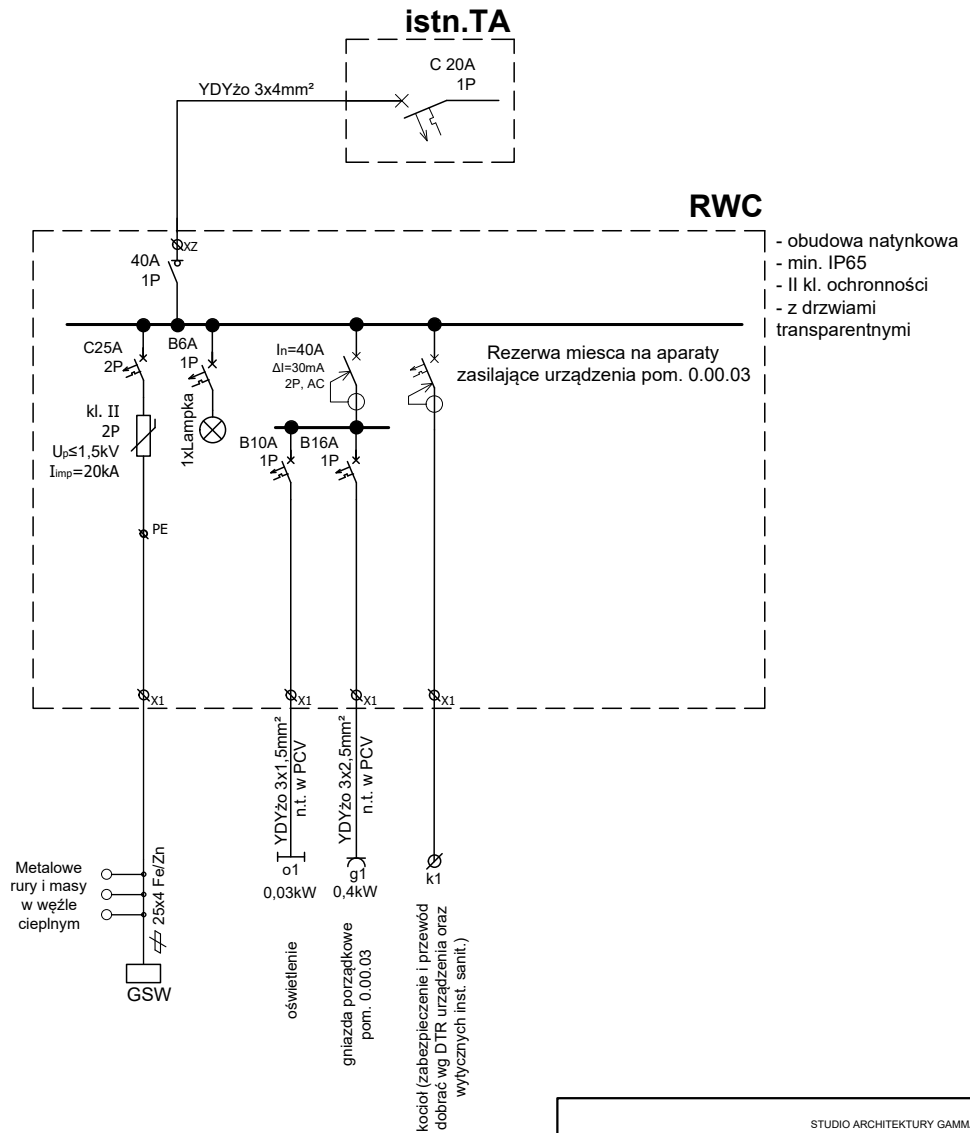 istn.TA
C 20A
1P
YDYżo 3x4mm²
RWC
- obudowa natynkowa
- min. IP65
- II kl. ochronności
- z drzwiami
transparentnymi
XZ
40A
1P
C25A
2P
B6A
1P
In=40A
ΔI=30mA
2P, AC
Rezerwa miesca na aparaty
zasilające urządzenia pom. 0.00.03
kl. II
2P
Up≤1,5kV
Iimp=20kA
1xLampka
B10A
1P
B16A
1P
PE
X1
X1
X1
X1
YDYżo 3x1,5mm²
n.t. w PCV
YDYżo 3x2,5mm²
n.t. w PCV
Metalowe
rury i masy
w węźle
cieplnym
25x4 Fe/Zn
GSW
o1
0,03kW
g1
0,4kW
k1
oświetlenie
gniazda porządkowe
pom. 0.00.03
kocioł (zabezpieczenie i przewód
dobrać wg DTR urządzenia oraz
wytycznych inst. sanit.)
STUDIO ARCHITEKTURY GAMMA